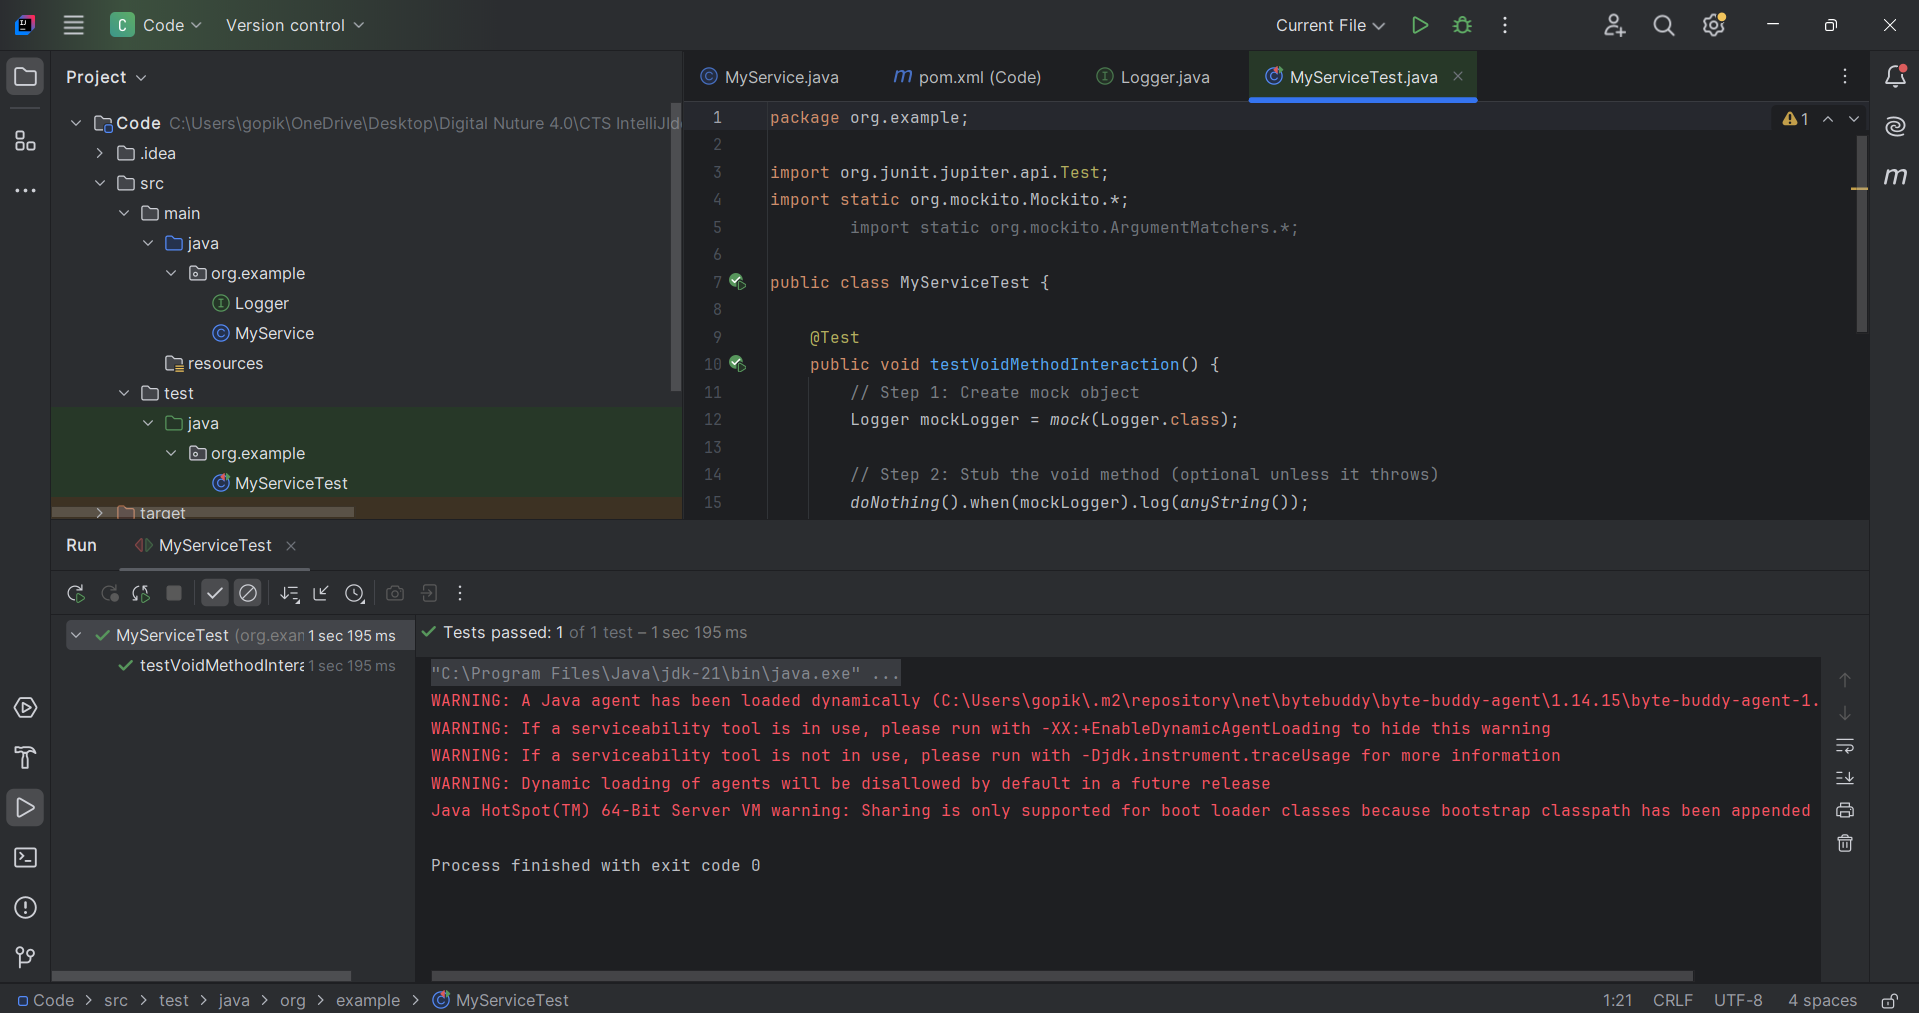 C Code Version control Current File
Project
Code C:\Users\gopik\OneDrive\Desktop\Digital Nuture 4.0\CTS IntelliJIde
.idea
src
main
java
org.example
Logger
MyService
resources
test
java
org.example
MyServiceTest
target
MyService.java pom.xml (Code) Logger.java MyServiceTest.java
1 package org.example; 1
2
3 import org.junit.jupiter.api.Test;
4 import static org.mockito.Mockito.*;
5 import static org.mockito.ArgumentMatchers.*;
6
7 public class MyServiceTest {
8
9 @Test
10 public void testVoidMethodInteraction() {
11 // Step 1: Create mock object
12 Logger mockLogger = mock(Logger.class);
13
14 // Step 2: Stub the void method (optional unless it throws)
15 doNothing().when(mockLogger).log(anyString());
Run MyServiceTest
MyServiceTest (org.exam 1 sec 195 ms
testVoidMethodIntera 1 sec 195 ms
Tests passed: 1 of 1 test – 1 sec 195 ms
"C:\Program Files\Java\jdk-21\bin\java.exe" ...
WARNING: A Java agent has been loaded dynamically (C:\Users\gopik\.m2\repository\net\bytebuddy\byte-buddy-agent\1.14.15\byte-buddy-agent-1.
WARNING: If a serviceability tool is in use, please run with -XX:+EnableDynamicAgentLoading to hide this warning
WARNING: If a serviceability tool is not in use, please run with -Djdk.instrument.traceUsage for more information
WARNING: Dynamic loading of agents will be disallowed by default in a future release
Java HotSpot(TM) 64-Bit Server VM warning: Sharing is only supported for boot loader classes because bootstrap classpath has been appended
Process finished with exit code 0
Code > src > test > java > org > example > MyServiceTest 1:21 CRLF UTF-8 4 spaces